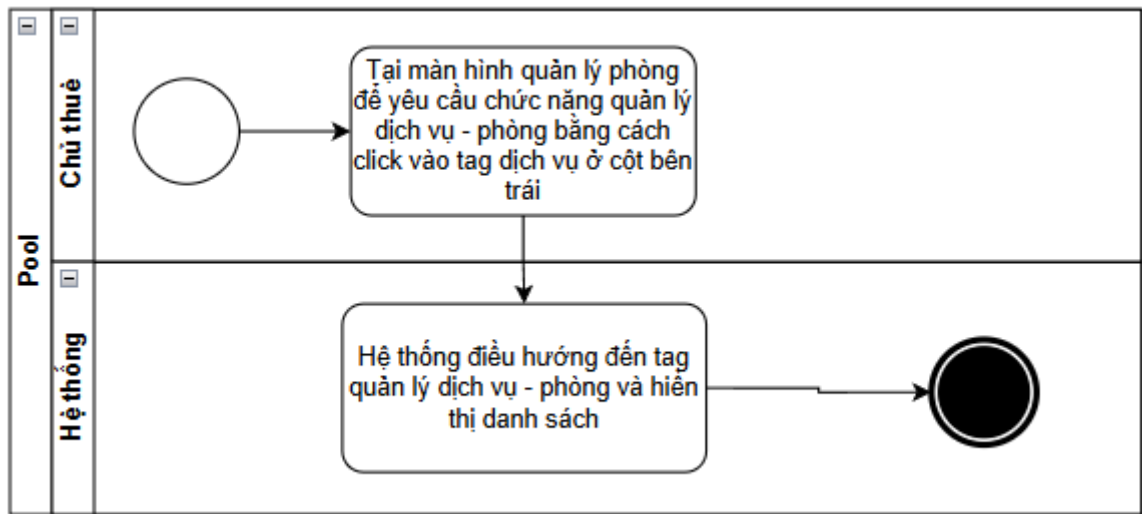 Pool
Chủ thuê
Tại màn hình quản lý phòng
để yêu cầu chức năng quản lý
dịch vụ - phòng bằng cách
click vào tag dịch vụ ở cột bên
trái
Hệ thống
Hệ thống điều hướng đến tag
quản lý dịch vụ - phòng và hiển
thị danh sách